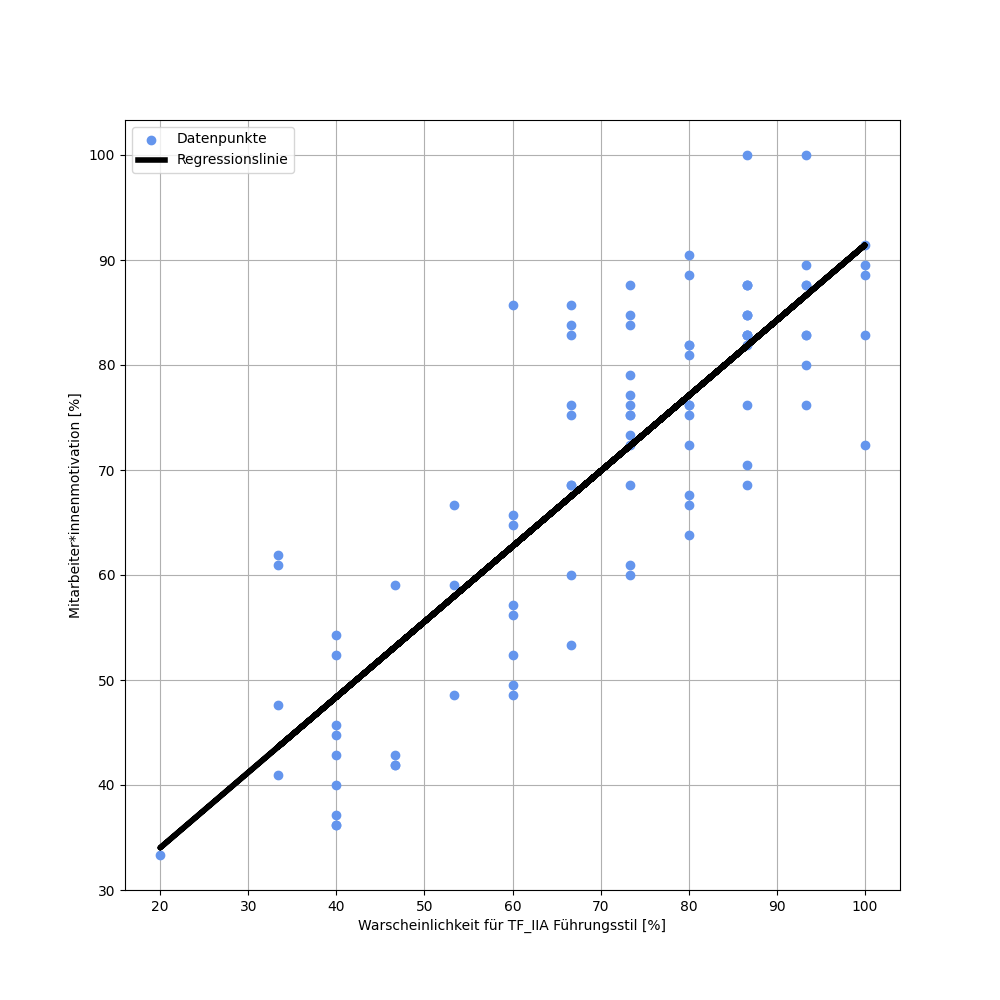 Datenpunkte
Regressionslinie
100
90
80
70
60
50
40
30
Mitarbeiter*innenmotivation [%]
20 30 40 50 60 70 80 90 100
Warscheinlichkeit für TF_IIA Führungsstil [%]